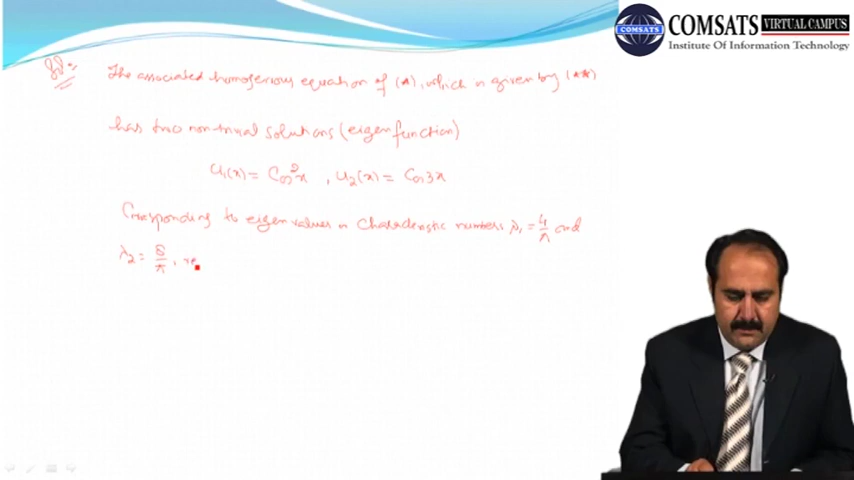 COMSATS
COMSATS VIRTUAL CAMPUS
Institute Of Information Technology
The associated homogenious equation of (*), which is given by (**)
has two non trivial solutions (eigen function)
u₁(x) = Cos²x , u₂(x) = Cos3x
Corresponding to eigen values or Characteristic numbers λ₁ = 4/π and
λ₂ = 8/π , re